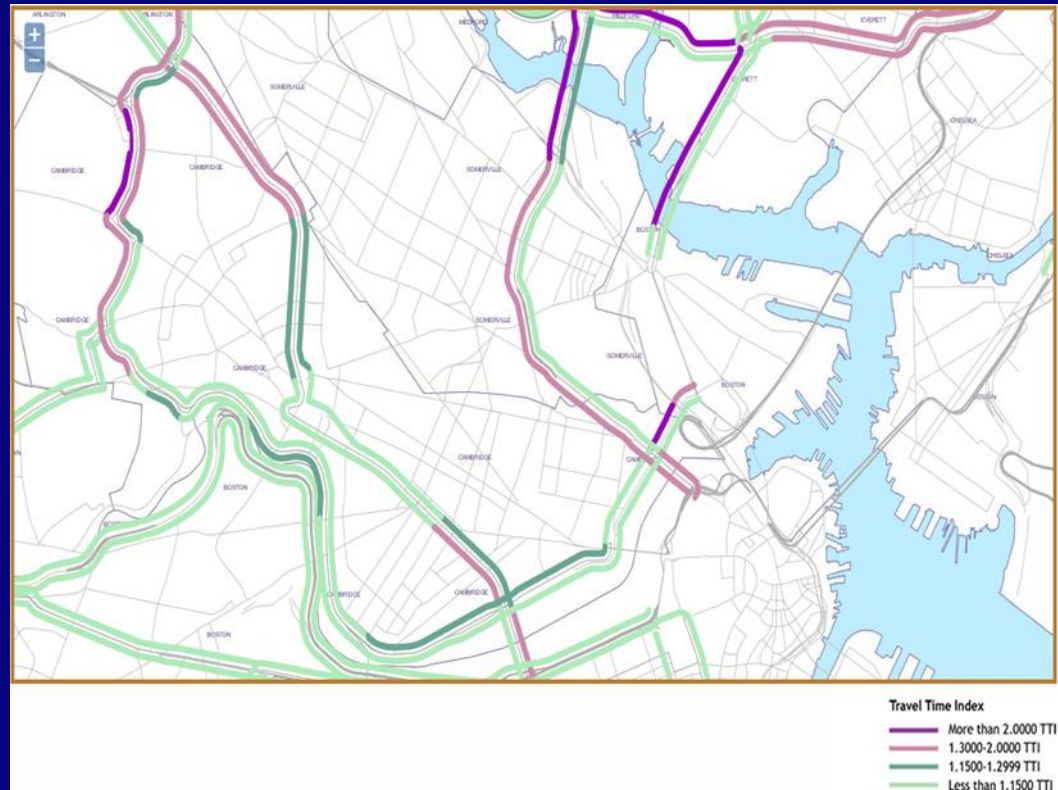 ARLINGTON
RLINGTON
MEDFORD
MEDFORD
EVERETT
+
−
SOMERVILLE
EVERETT
CHELSEA
CAMBRIDGE
CAMBRIDGE
SOMERVILLE
BOSTON
CHELSEA
CAMBRIDGE
SOMERVILLE
SOMERVILLE
CAMBRIDGE
BOSTON
BOSTON
CAMBRIDGE
BOSTON
CAMBRIDGE
CAMBRIDGE
BOSTON
Travel Time Index
More than 2.0000 TTI
1.3000-2.0000 TTI
1.1500-1.2999 TTI
Less than 1.1500 TTI